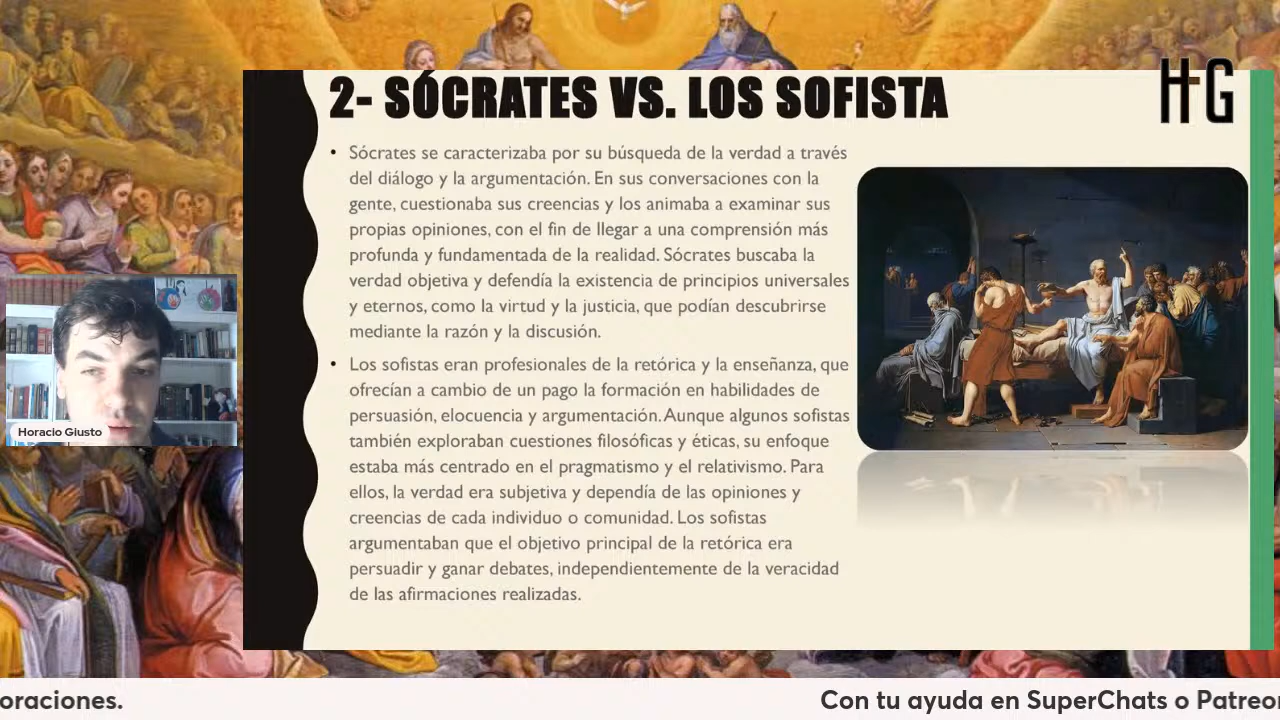 2- SÓCRATES VS. LOS SOFISTA
HG
• Sócrates se caracterizaba por su búsqueda de la verdad a través
del diálogo y la argumentación. En sus conversaciones con la
gente, cuestionaba sus creencias y los animaba a examinar sus
propias opiniones, con el fin de llegar a una comprensión más
profunda y fundamentada de la realidad. Sócrates buscaba la
verdad objetiva y defendía la existencia de principios universales
y eternos, como la virtud y la justicia, que podían descubrirse
mediante la razón y la discusión.
• Los sofistas eran profesionales de la retórica y la enseñanza, que
ofrecían a cambio de un pago la formación en habilidades de
persuasión, elocuencia y argumentación. Aunque algunos sofistas
también exploraban cuestiones filosóficas y éticas, su enfoque
estaba más centrado en el pragmatismo y el relativismo. Para
ellos, la verdad era subjetiva y dependía de las opiniones y
creencias de cada individuo o comunidad. Los sofistas
argumentaban que el objetivo principal de la retórica era
persuadir y ganar debates, independientemente de la veracidad
de las afirmaciones realizadas.
Horacio Giusto
oraciones.
Con tu ayuda en SuperChats o Patreon